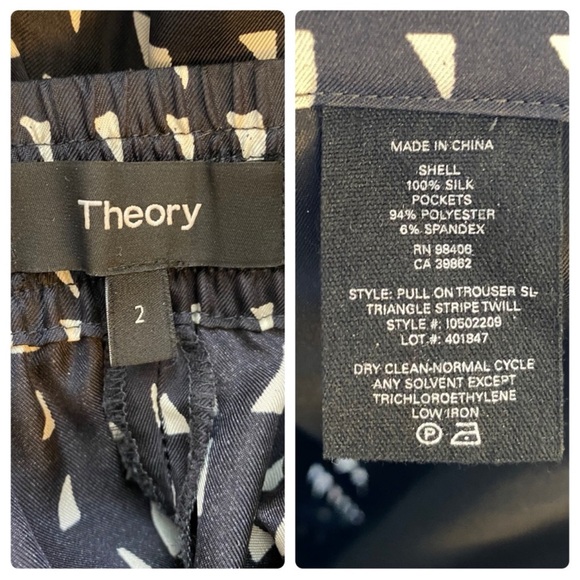 Theory
2
MADE IN CHINA
SHELL
100% SILK
POCKETS
94% POLYESTER
6% SPANDEX
RN 98406
CA 39862
STYLE: PULL ON TROUSER SL-
TRIANGLE STRIPE TWILL
STYLE #: I0502209
LOT.#: 401847
DRY CLEAN-NORMAL CYCLE
ANY SOLVENT EXCEPT
TRICHLOROETHYLENE
LOW IRON
P